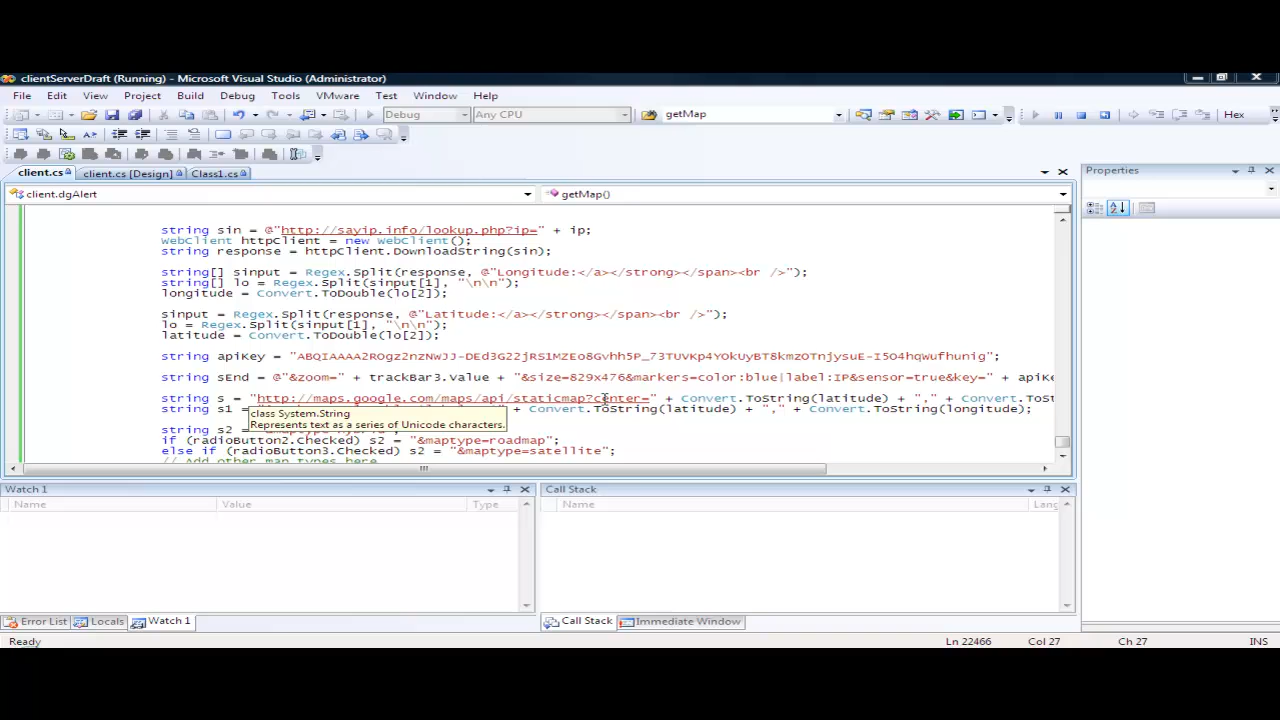 clientServerDraft (Running) - Microsoft Visual Studio (Administrator)
File Edit View Project Build Debug Tools VMware Test Window Help
Debug Any CPU getMap Hex
client.cs client.cs [Design] Class1.cs
Properties
client.dgAlert getMap()
string sin = @"http://sayip.info/lookup.php?ip=" + ip;
WebClient httpClient = new WebClient();
string response = httpClient.DownloadString(sin);
string[] sinput = Regex.Split(response, @"Longitude:</a></strong></span><br />");
string[] lo = Regex.Split(sinput[1], "\n\n");
longitude = Convert.ToDouble(lo[2]);
sinput = Regex.Split(response, @"Latitude:</a></strong></span><br />");
lo = Regex.Split(sinput[1], "\n\n");
latitude = Convert.ToDouble(lo[2]);
string apiKey =
string sEnd = @"&zoom=" + trackBar3.Value + "&size=829x476&markers=color:blue|label:IP&sensor=true&key=" + apiKe
string s = "http://maps.google.com/maps/api/staticmap?center=" + Convert.ToString(latitude) + "," + Convert.ToSt
string s1 = " + Convert.ToString(latitude) + "," + Convert.ToString(longitude);
class System.String
Represents text as a series of Unicode characters.
string s2 =
if (radioButton2.Checked) s2 = "&maptype=roadmap";
else if (radioButton3.Checked) s2 = "&maptype=satellite";
// Add other map types here
Watch 1 Call Stack
Name Value Type Name Lang
Error List Locals Watch 1 Call Stack Immediate Window
Ready Ln 22466 Col 27 Ch 27 INS